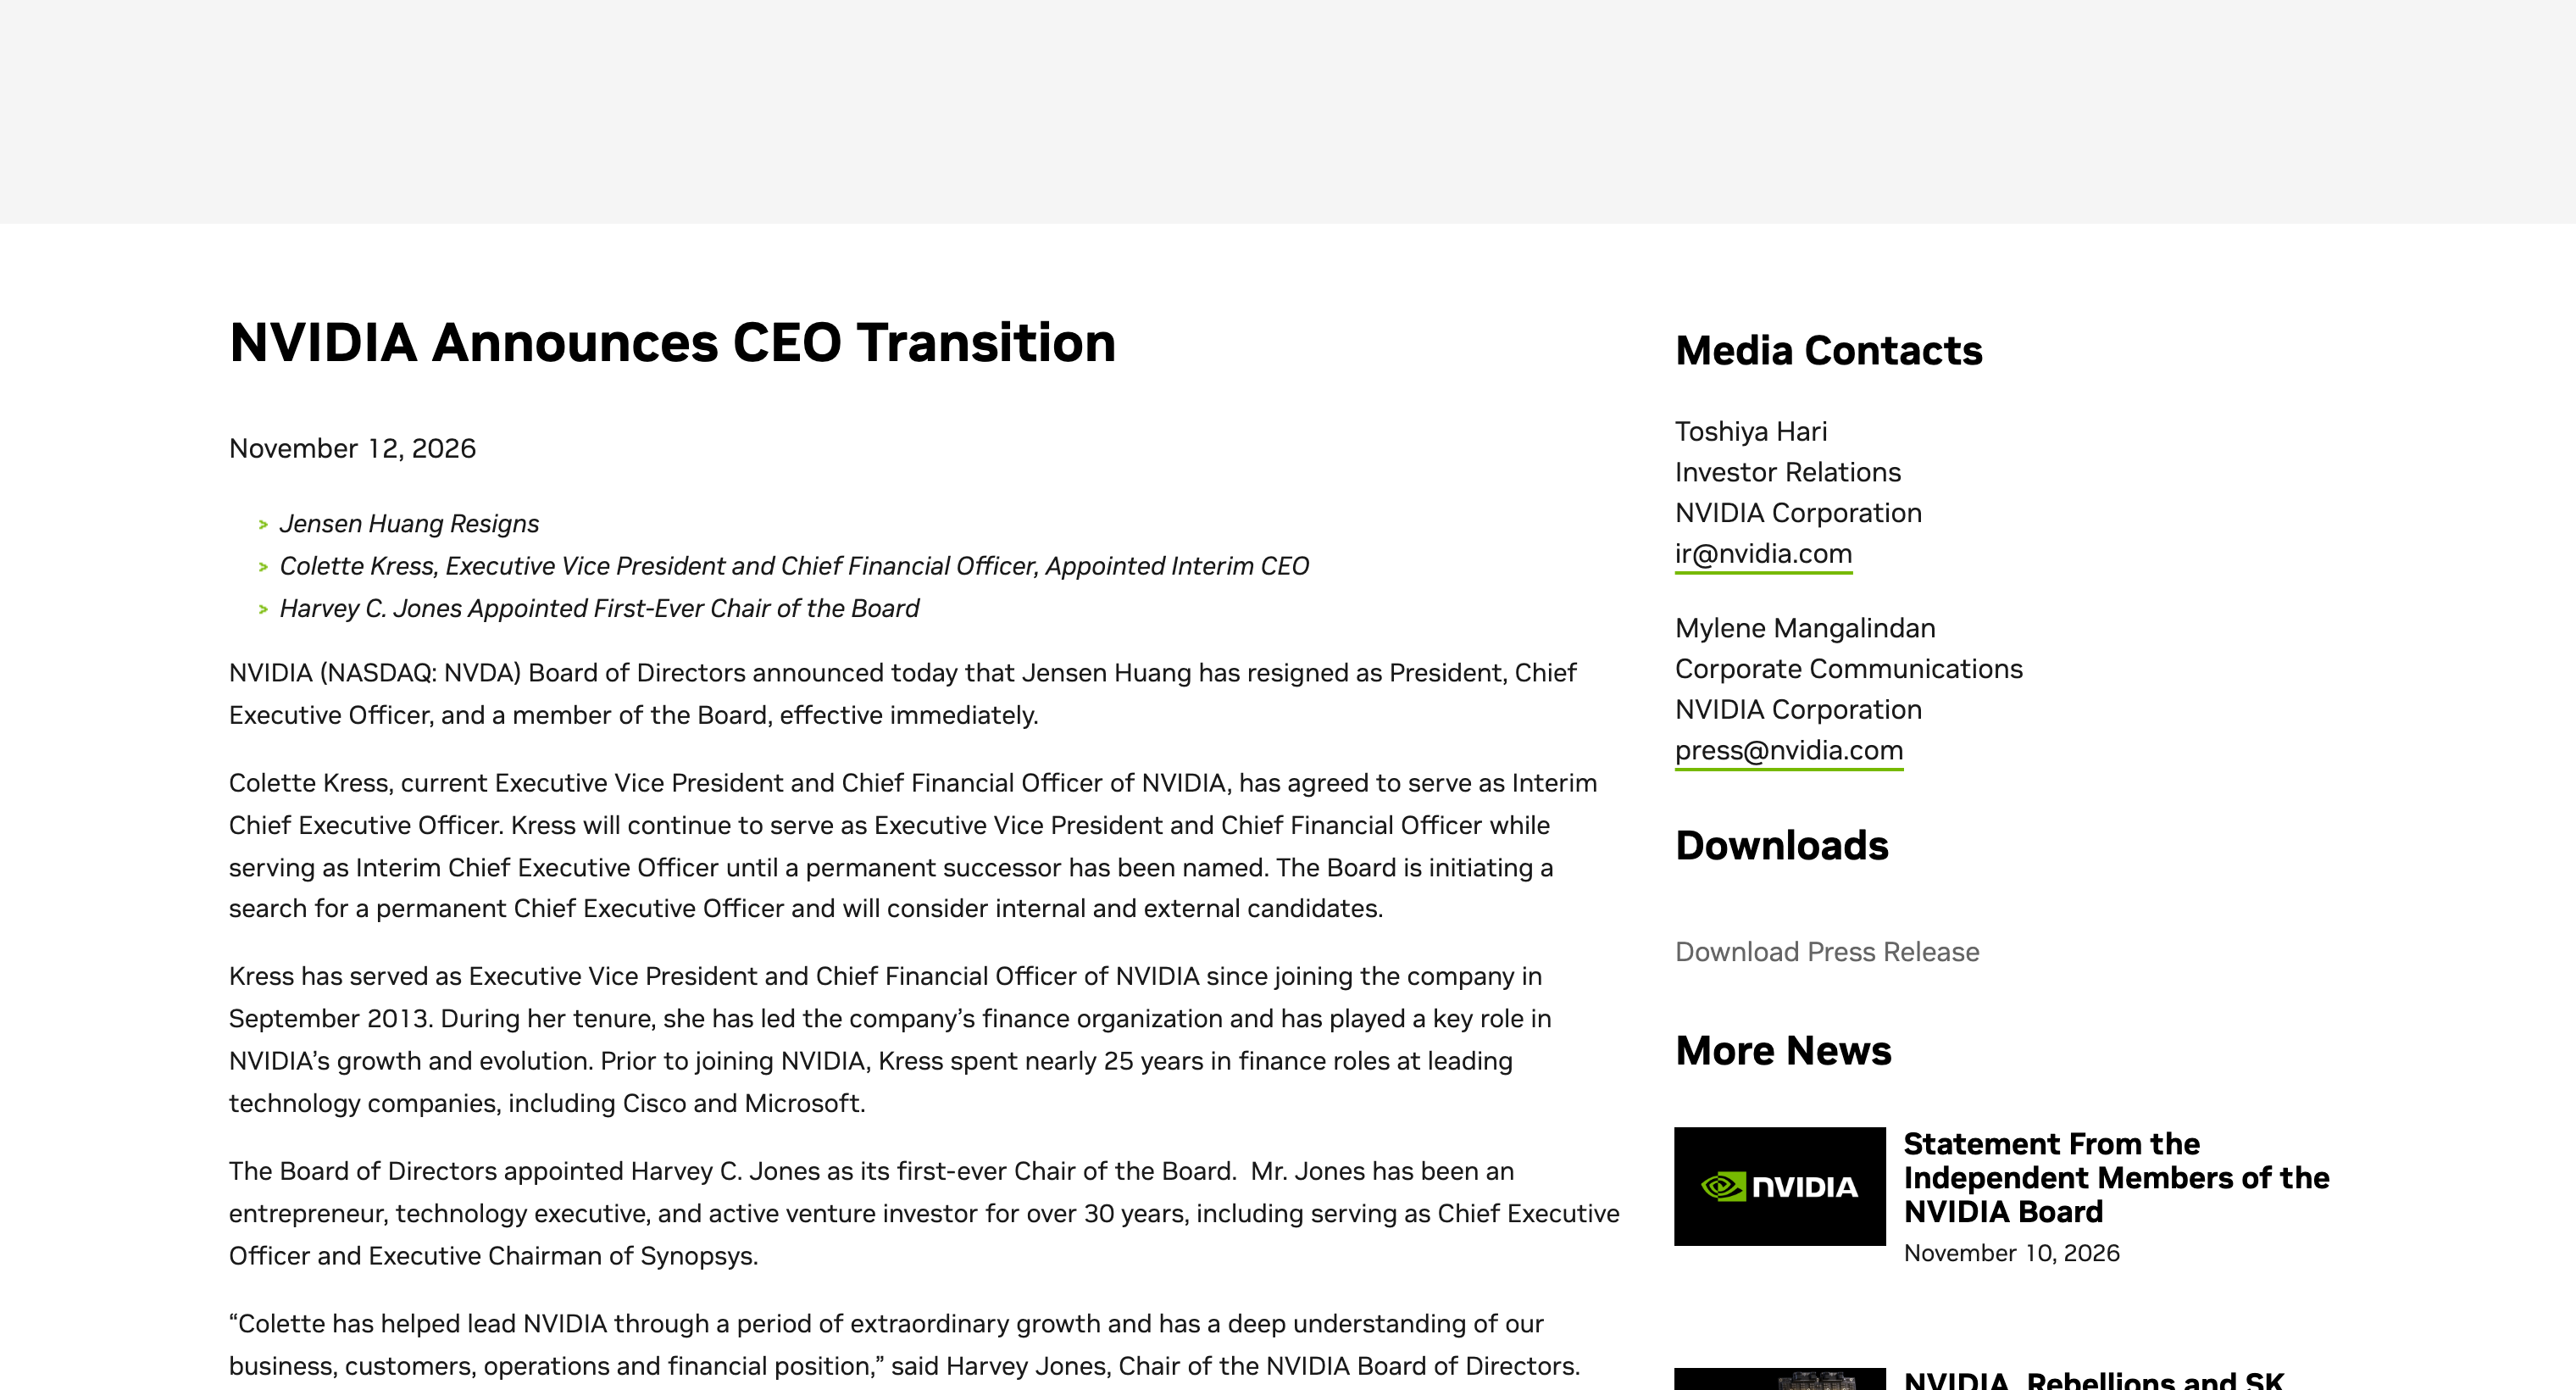 NVIDIA Announces CEO Transition
November 12, 2026
> Jensen Huang Resigns
> Colette Kress, Executive Vice President and Chief Financial Officer, Appointed Interim CEO
> Harvey C. Jones Appointed First-Ever Chair of the Board
NVIDIA (NASDAQ: NVDA) Board of Directors announced today that Jensen Huang has resigned as President, Chief
Executive Officer, and a member of the Board, effective immediately.
Colette Kress, current Executive Vice President and Chief Financial Officer of NVIDIA, has agreed to serve as Interim
Chief Executive Officer. Kress will continue to serve as Executive Vice President and Chief Financial Officer while
serving as Interim Chief Executive Officer until a permanent successor has been named. The Board is initiating a
search for a permanent Chief Executive Officer and will consider internal and external candidates.
Kress has served as Executive Vice President and Chief Financial Officer of NVIDIA since joining the company in
September 2013. During her tenure, she has led the company’s finance organization and has played a key role in
NVIDIA’s growth and evolution. Prior to joining NVIDIA, Kress spent nearly 25 years in finance roles at leading
technology companies, including Cisco and Microsoft.
The Board of Directors appointed Harvey C. Jones as its first-ever Chair of the Board.  Mr. Jones has been an
entrepreneur, technology executive, and active venture investor for over 30 years, including serving as Chief Executive
Officer and Executive Chairman of Synopsys.
“Colette has helped lead NVIDIA through a period of extraordinary growth and has a deep understanding of our
business, customers, operations and financial position,” said Harvey Jones, Chair of the NVIDIA Board of Directors.
Media Contacts
Toshiya Hari
Investor Relations
NVIDIA Corporation
ir@nvidia.com
Mylene Mangalindan
Corporate Communications
NVIDIA Corporation
press@nvidia.com
Downloads
Download Press Release
More News
NVIDIA
Statement From the
Independent Members of the
NVIDIA Board
November 10, 2026
NVIDIA, Rebellions and SK